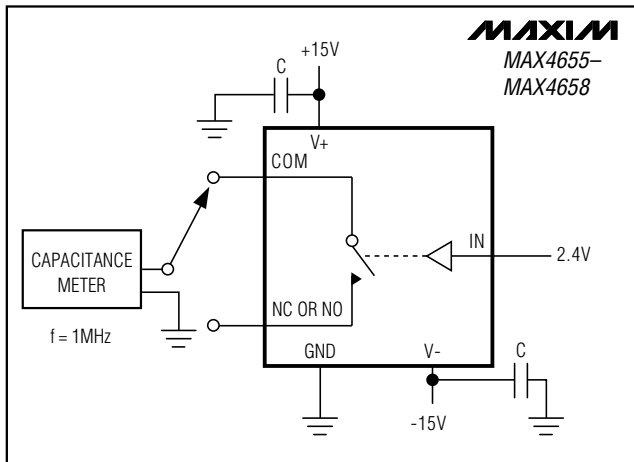 MAXIM
MAX4655–
MAX4658
+15V
C
V+
COM
IN
2.4V
CAPACITANCE
METER
NC OR NO
f = 1MHz
GND
V-
C
-15V